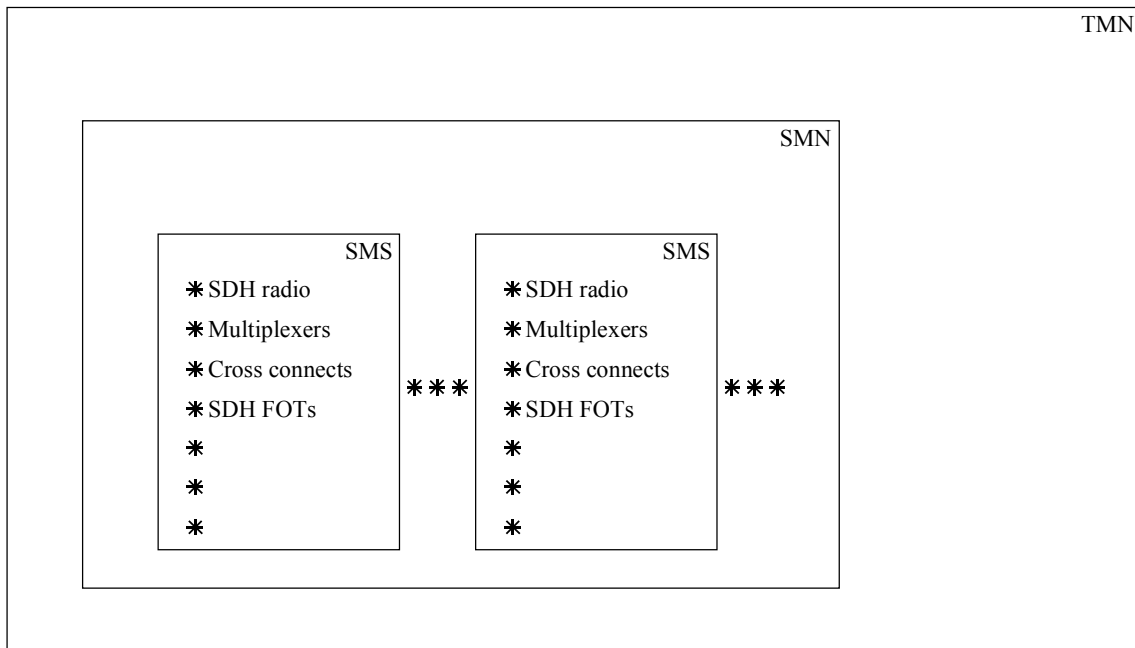 TMN
SMN
SMS
* SDH radio
* Multiplexers
* Cross connects
* SDH FOTs
*
*
*
* * *
SMS
* SDH radio
* Multiplexers
* Cross connects
* SDH FOTs
*
*
*
* * *